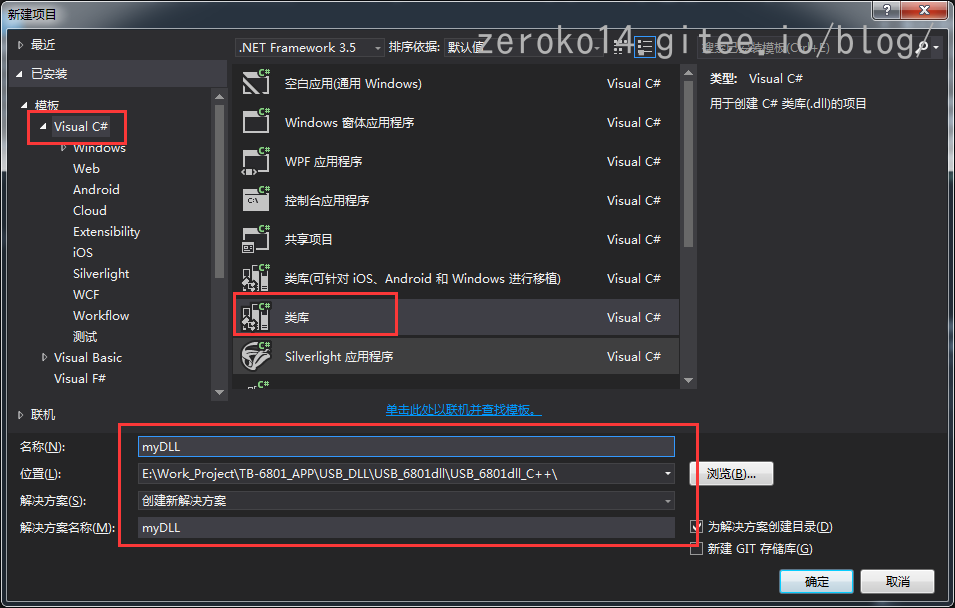 新建项目
最近
.NET Framework 3.5
排序依据:
默认值
搜索已安装模板(Ctrl+E)
zeroko14.gitee.io/blog/
已安装
模板
Visual C#
Windows
Web
Android
Cloud
Extensibility
iOS
Silverlight
WCF
Workflow
测试
Visual Basic
Visual F#
联机
空白应用(通用 Windows) Visual C#
Windows 窗体应用程序 Visual C#
WPF 应用程序 Visual C#
控制台应用程序 Visual C#
共享项目 Visual C#
类库(可针对 iOS、Android 和 Windows 进行移植) Visual C#
类库 Visual C#
Silverlight 应用程序 Visual C#
单击此处以联机并查找模板。
类型: Visual C#
用于创建 C# 类库(.dll)的项目
名称(N): myDLL
位置(L): E:\Work_Project\TB-6801_APP\USB_DLL\USB_6801dll\USB_6801dll_C++\
浏览(B)...
解决方案(S): 创建新解决方案
解决方案名称(M): myDLL
为解决方案创建目录(D)
新建 GIT 存储库(G)
确定
取消